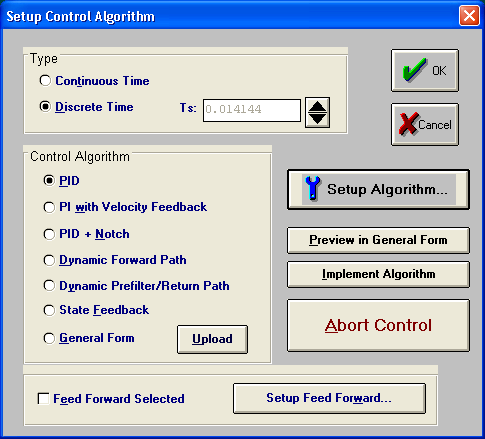 Setup Control Algorithm
Type
Continuous Time
Discrete Time Ts: 0.014144
OK
Cancel
Control Algorithm
PID
PI with Velocity Feedback
PID + Notch
Dynamic Forward Path
Dynamic Prefilter/Return Path
State Feedback
General Form
Upload
Setup Algorithm...
Preview in General Form
Implement Algorithm
Abort Control
Feed Forward Selected
Setup Feed Forward...